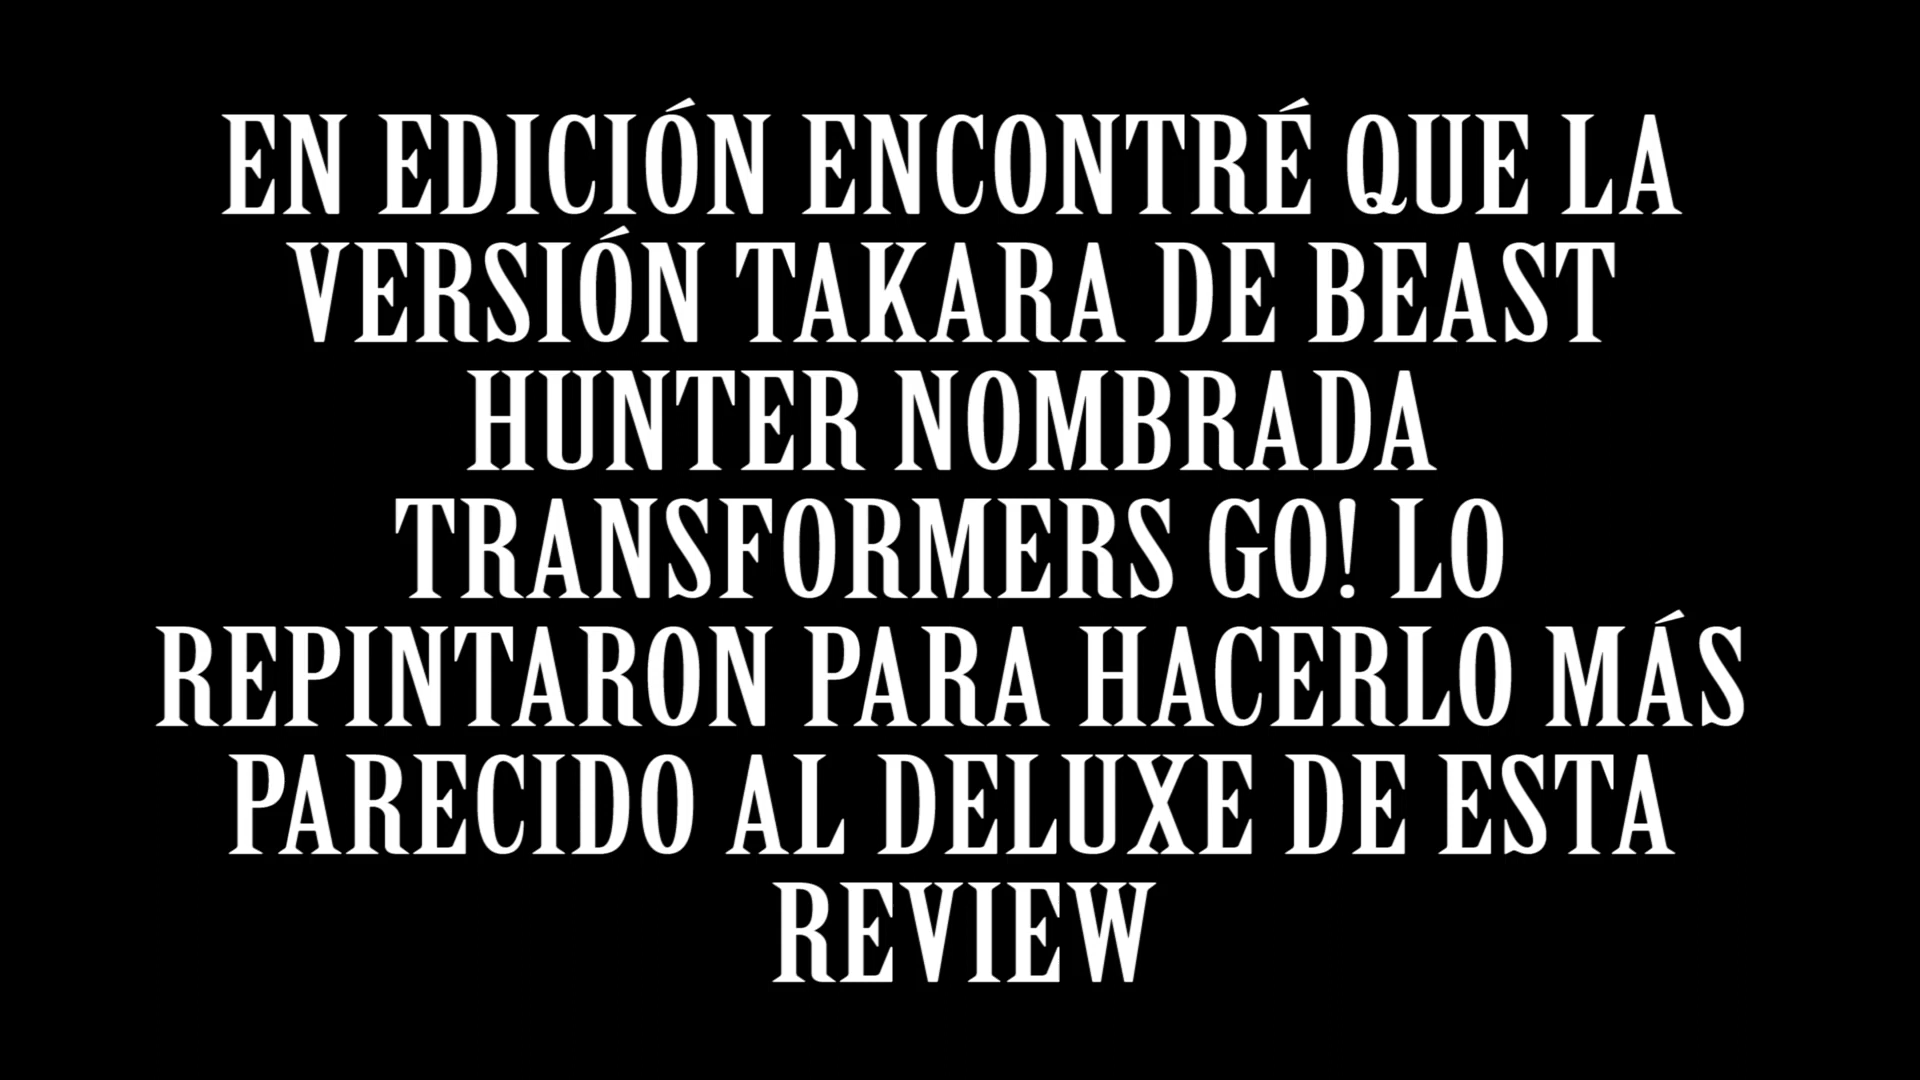 EN EDICIÓN ENCONTRÉ QUE LA
VERSIÓN TAKARA DE BEAST
HUNTER NOMBRADA
TRANSFORMERS GO! LO
REPINTARON PARA HACERLO MÁS
PARECIDO AL DELUXE DE ESTA
REVIEW